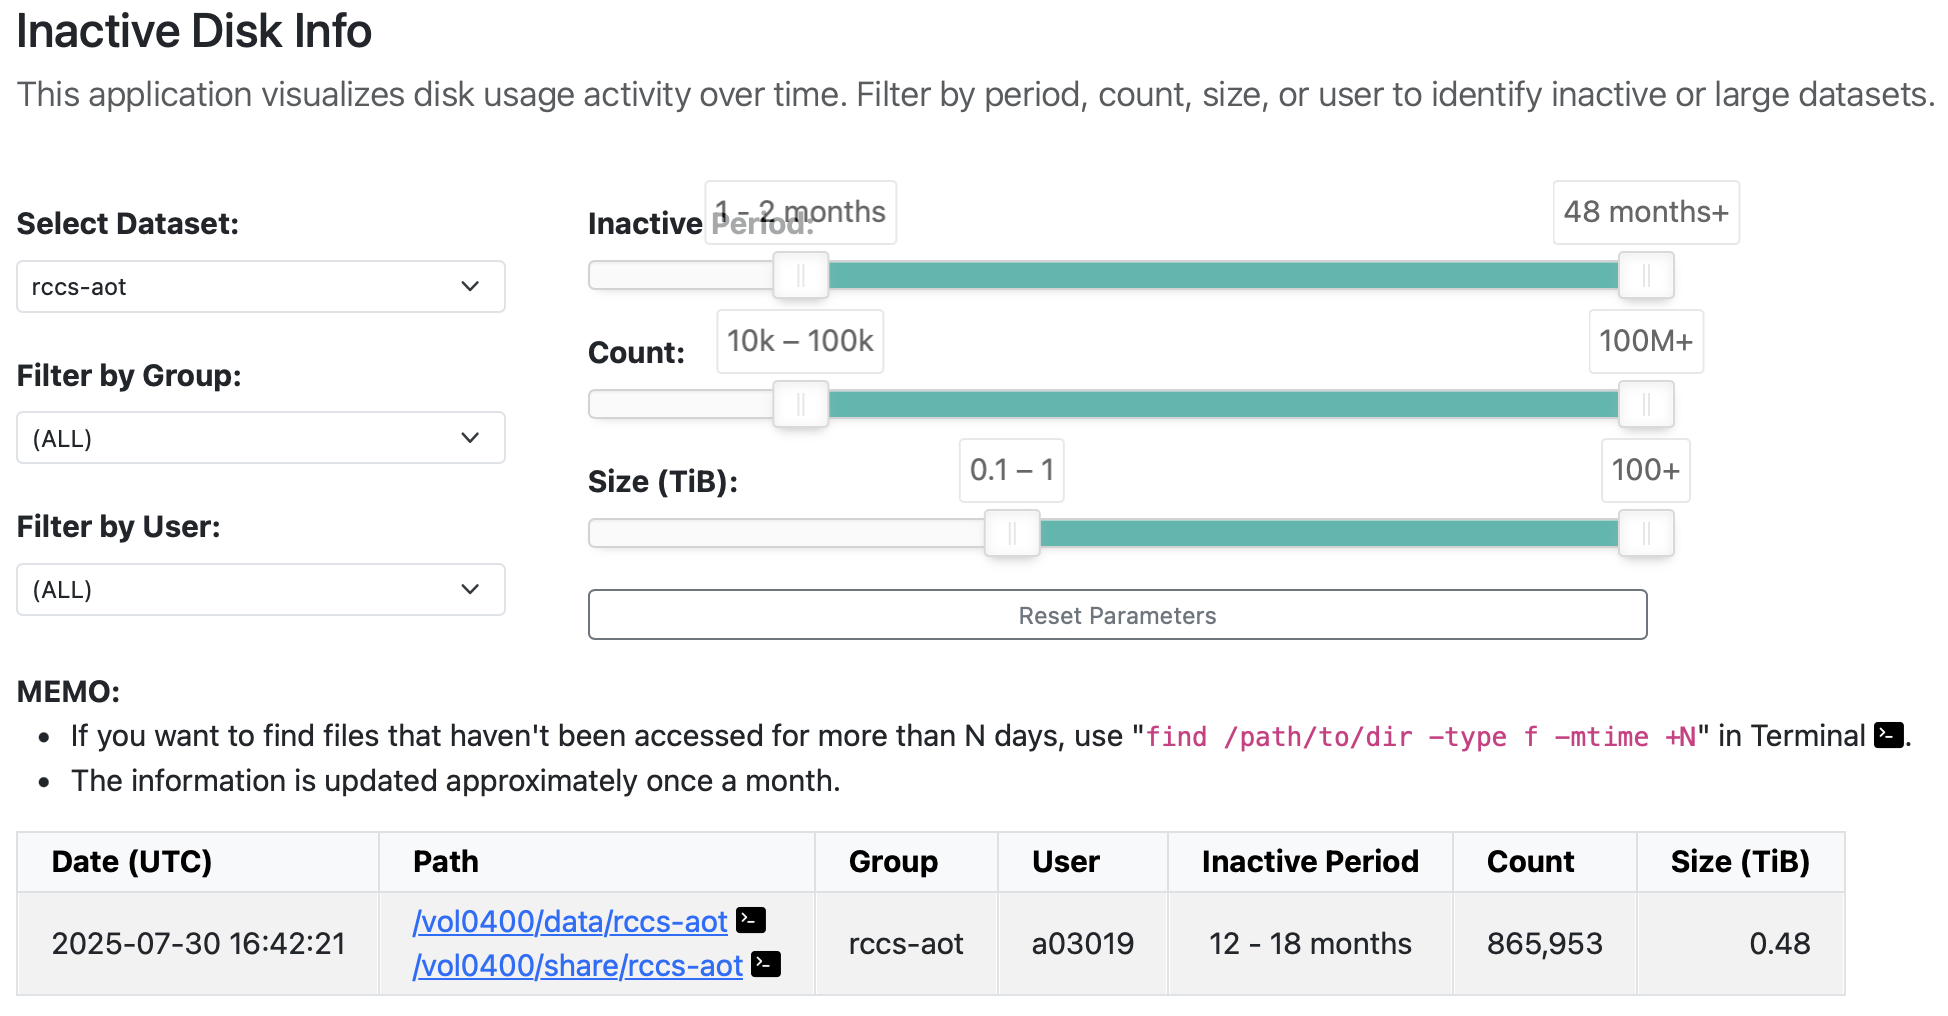 Inactive Disk Info
This application visualizes disk usage activity over time. Filter by period, count, size, or user to identify inactive or large datasets.
Select Dataset:
rccs-aot
Filter by Group:
(ALL)
Filter by User:
(ALL)
Inactive Period:
1 - 2 months
48 months+
Count:
10k – 100k
100M+
Size (TiB):
0.1 – 1
100+
Reset Parameters
MEMO:
• If you want to find files that haven't been accessed for more than N days, use "find /path/to/dir -type f -mtime +N" in Terminal >_.
• The information is updated approximately once a month.
Date (UTC) Path Group User Inactive Period Count Size (TiB)
2025-07-30 16:42:21 /vol0400/data/rccs-aot >_ rccs-aot a03019 12 - 18 months 865,953 0.48
/vol0400/share/rccs-aot >_